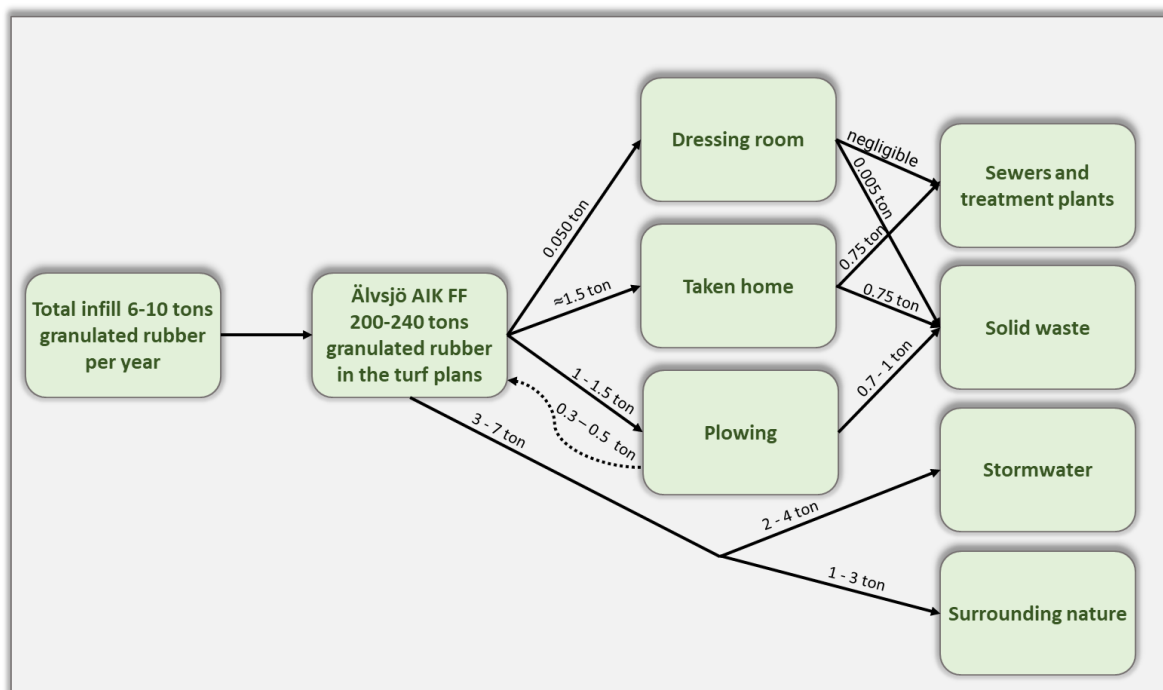 Total infill 6-10 tons
granulated rubber
per year
Älvsjö AIK FF
200-240 tons
granulated rubber
in the turf plans
0.050 ton
≈1.5 ton
1 - 1.5 ton
0.3 – 0.5 ton
3 - 7 ton
Dressing room
Taken home
Plowing
negligible
0.005 ton
0.75 ton
0.75 ton
0.7 - 1 ton
2 - 4 ton
1 - 3 ton
Sewers and
treatment plants
Solid waste
Stormwater
Surrounding nature